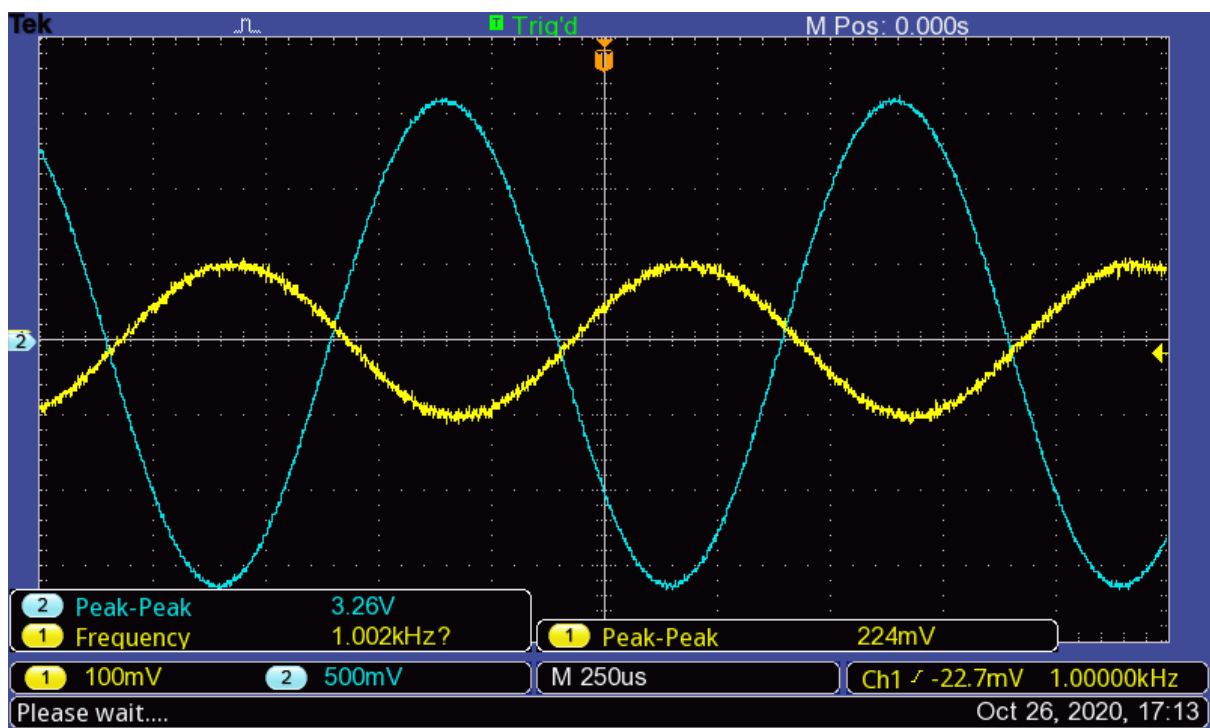 Tek T Trig'd M Pos: 0.000s
T
2
2 Peak-Peak 3.26V
1 Frequency 1.002kHz? 1 Peak-Peak 224mV
1 100mV 2 500mV M 250us Ch1 -22.7mV 1.00000kHz
Please wait.... Oct 26, 2020, 17:13